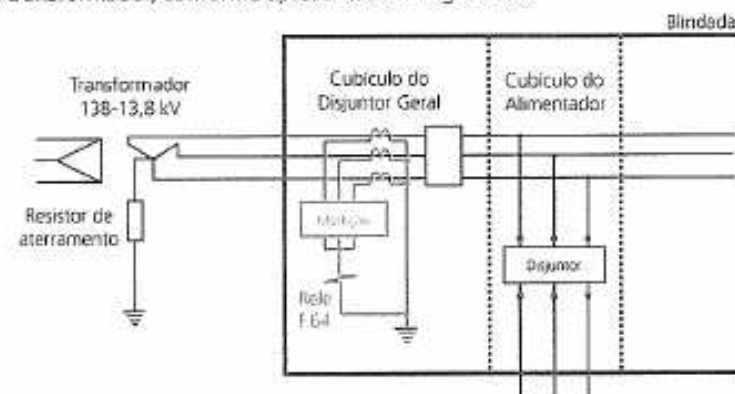 Blindada
Transformador
138-13,8 kV
Cubículo do
Disjuntor Geral
Cubículo do
Alimentador
Resistor de
aterramento
Medição
Disjuntor
Relé
F.64